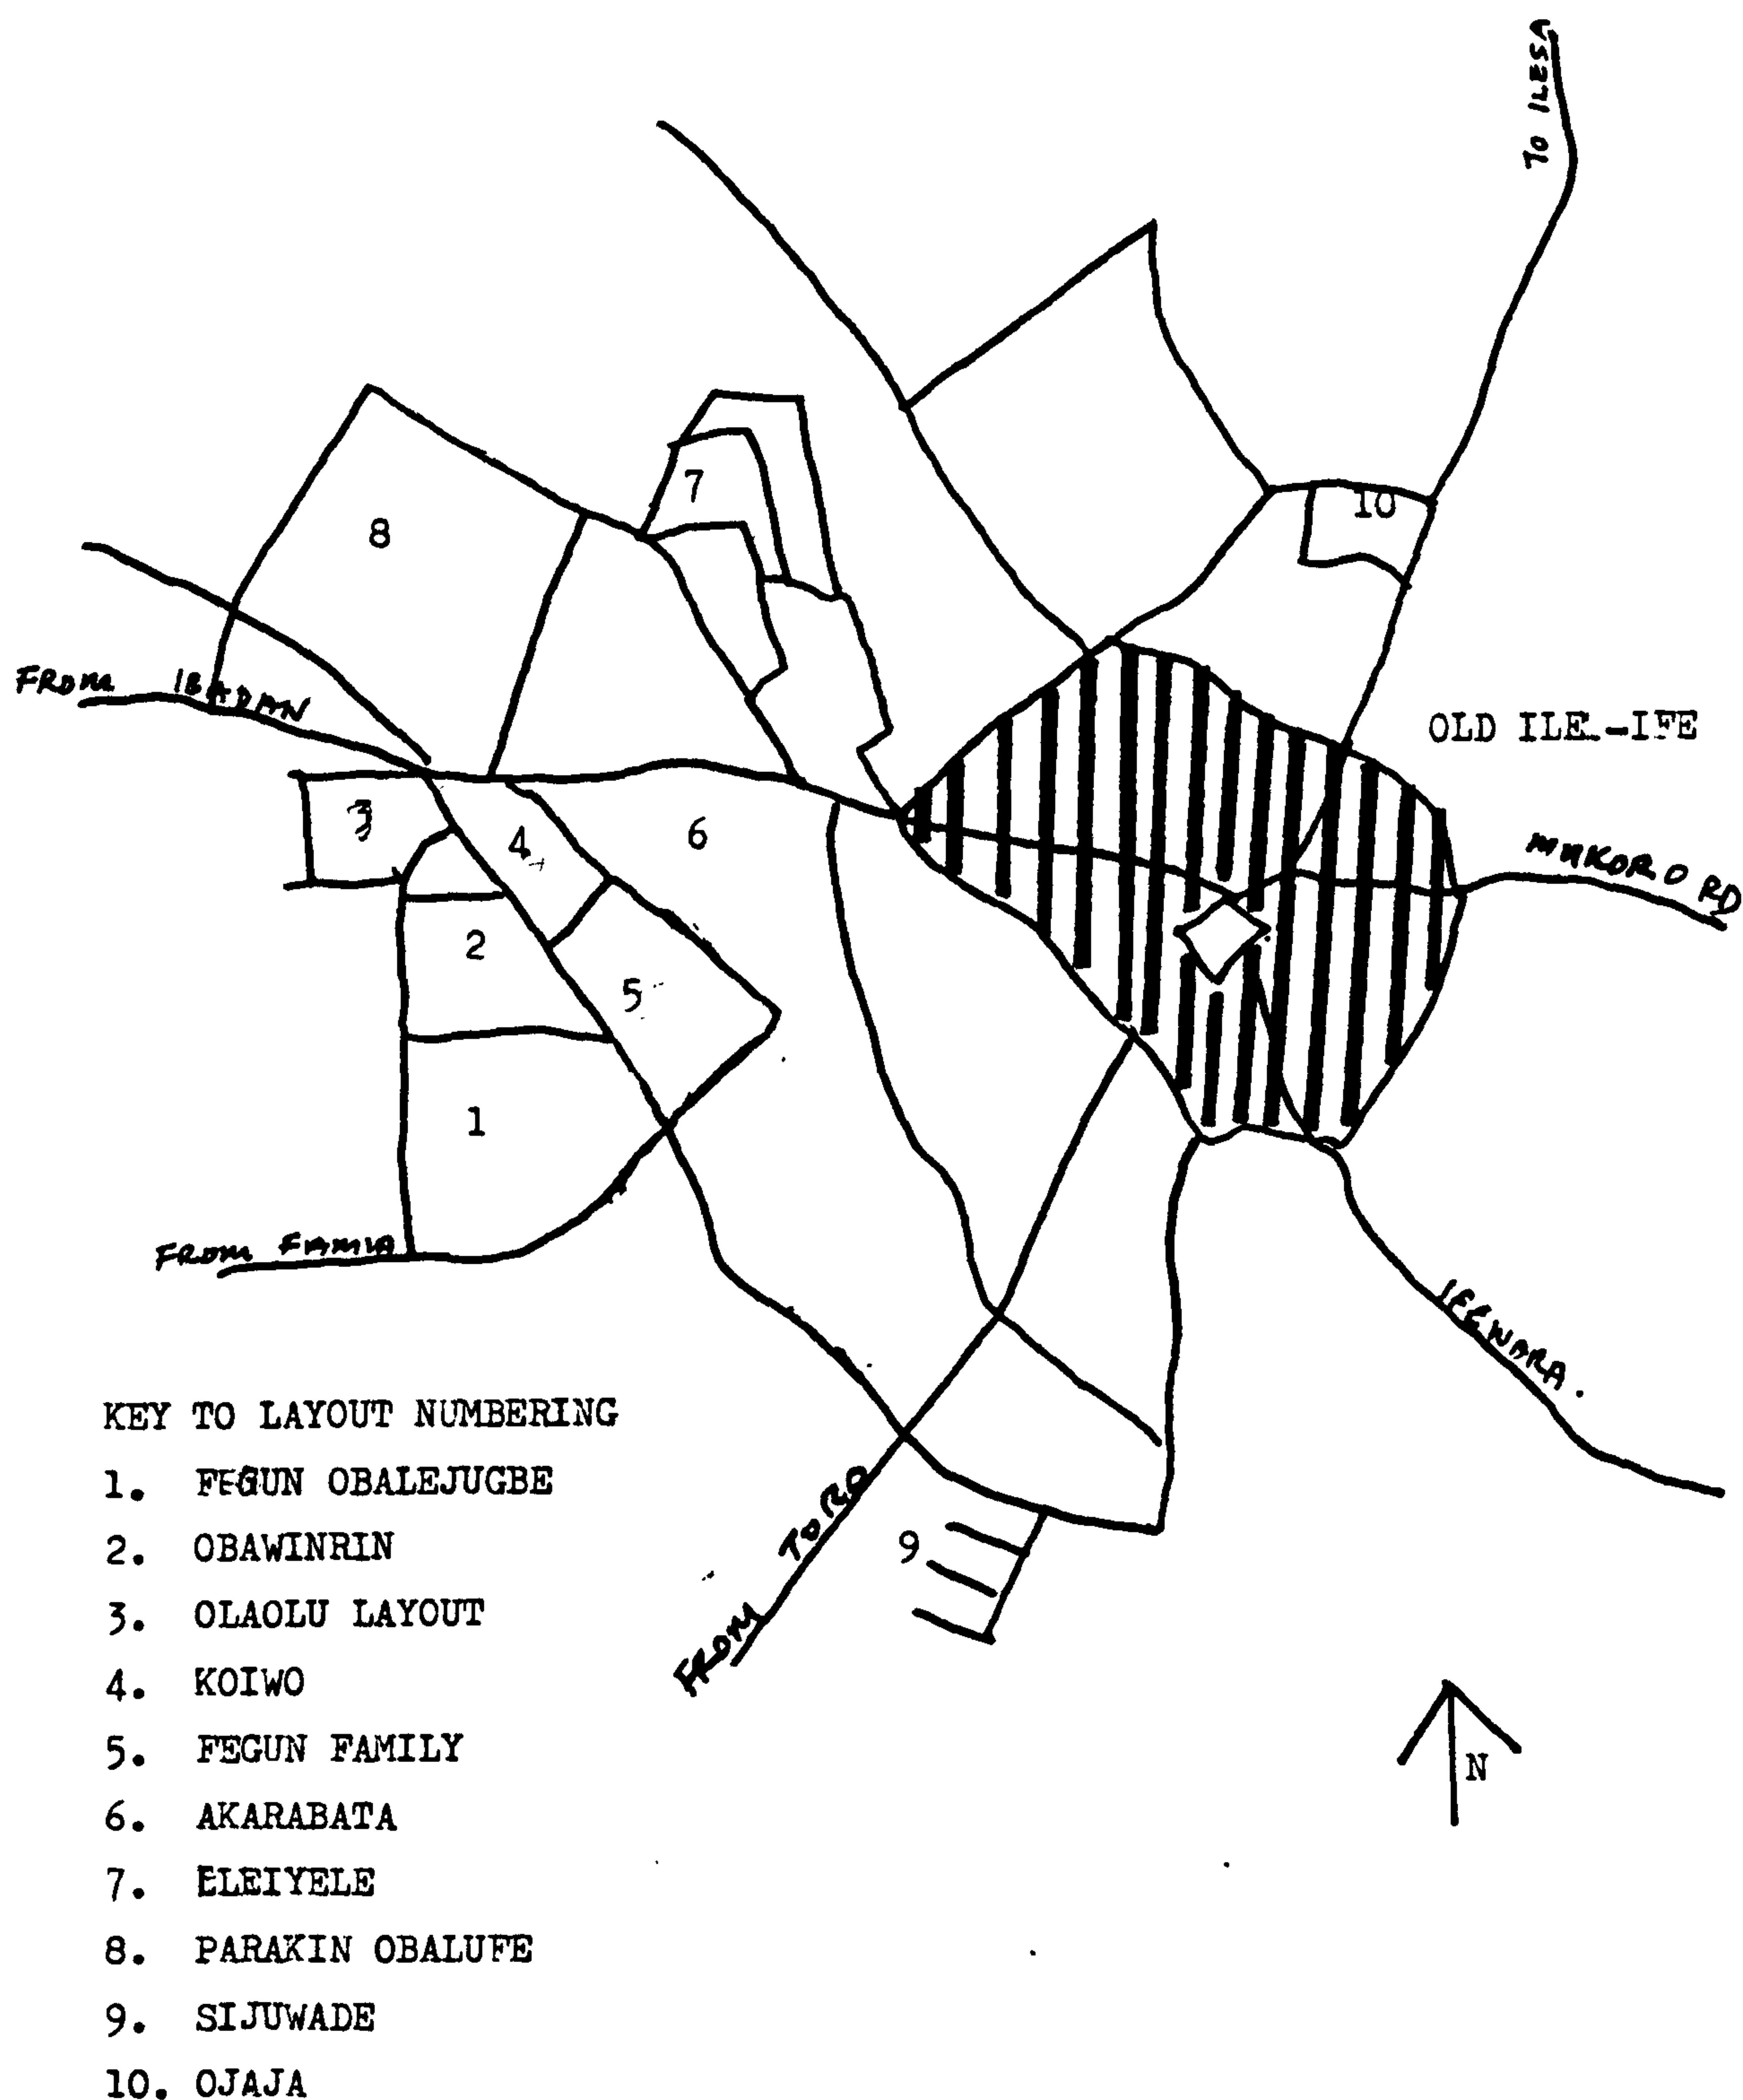 TO ILESA
8
7
10
FROM IBADAN
OLD ILE-IFE
3
4
6
MUKORO RD
2
5
1
FROM FAMIA
IFEWARA.
FROM TORO
9
N
KEY TO LAYOUT NUMBERING
1. FEGUN OBALEJUGBE
2. OBAWINRIN
3. OLAOLU LAYOUT
4. KOIWO
5. FEGUN FAMILY
6. AKARABATA
7. ELEIYELE
8. PARAKIN OBALUFE
9. SIJUWADE
10. OJAJA